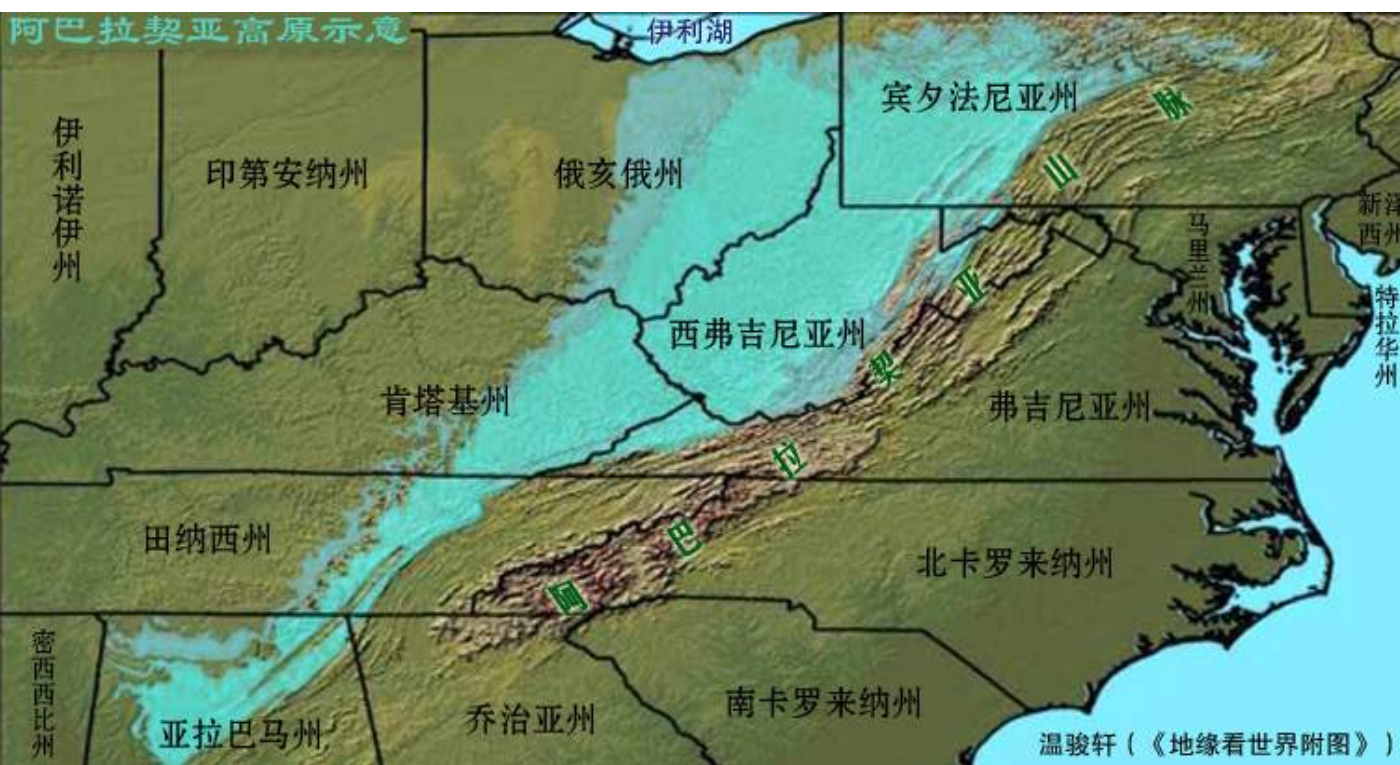 阿巴拉契亚高原示意
伊利湖
宾夕法尼亚州
伊利诺伊州
印第安纳州
俄亥俄州
马里兰州
新泽
西州
特拉华州
西弗吉尼亚州
肯塔基州
弗吉尼亚州
阿巴拉契亚山脉
田纳西州
北卡罗来纳州
密西西比州
亚拉巴马州
乔治亚州
南卡罗来纳州
温骏轩（《地缘看世界附图》）